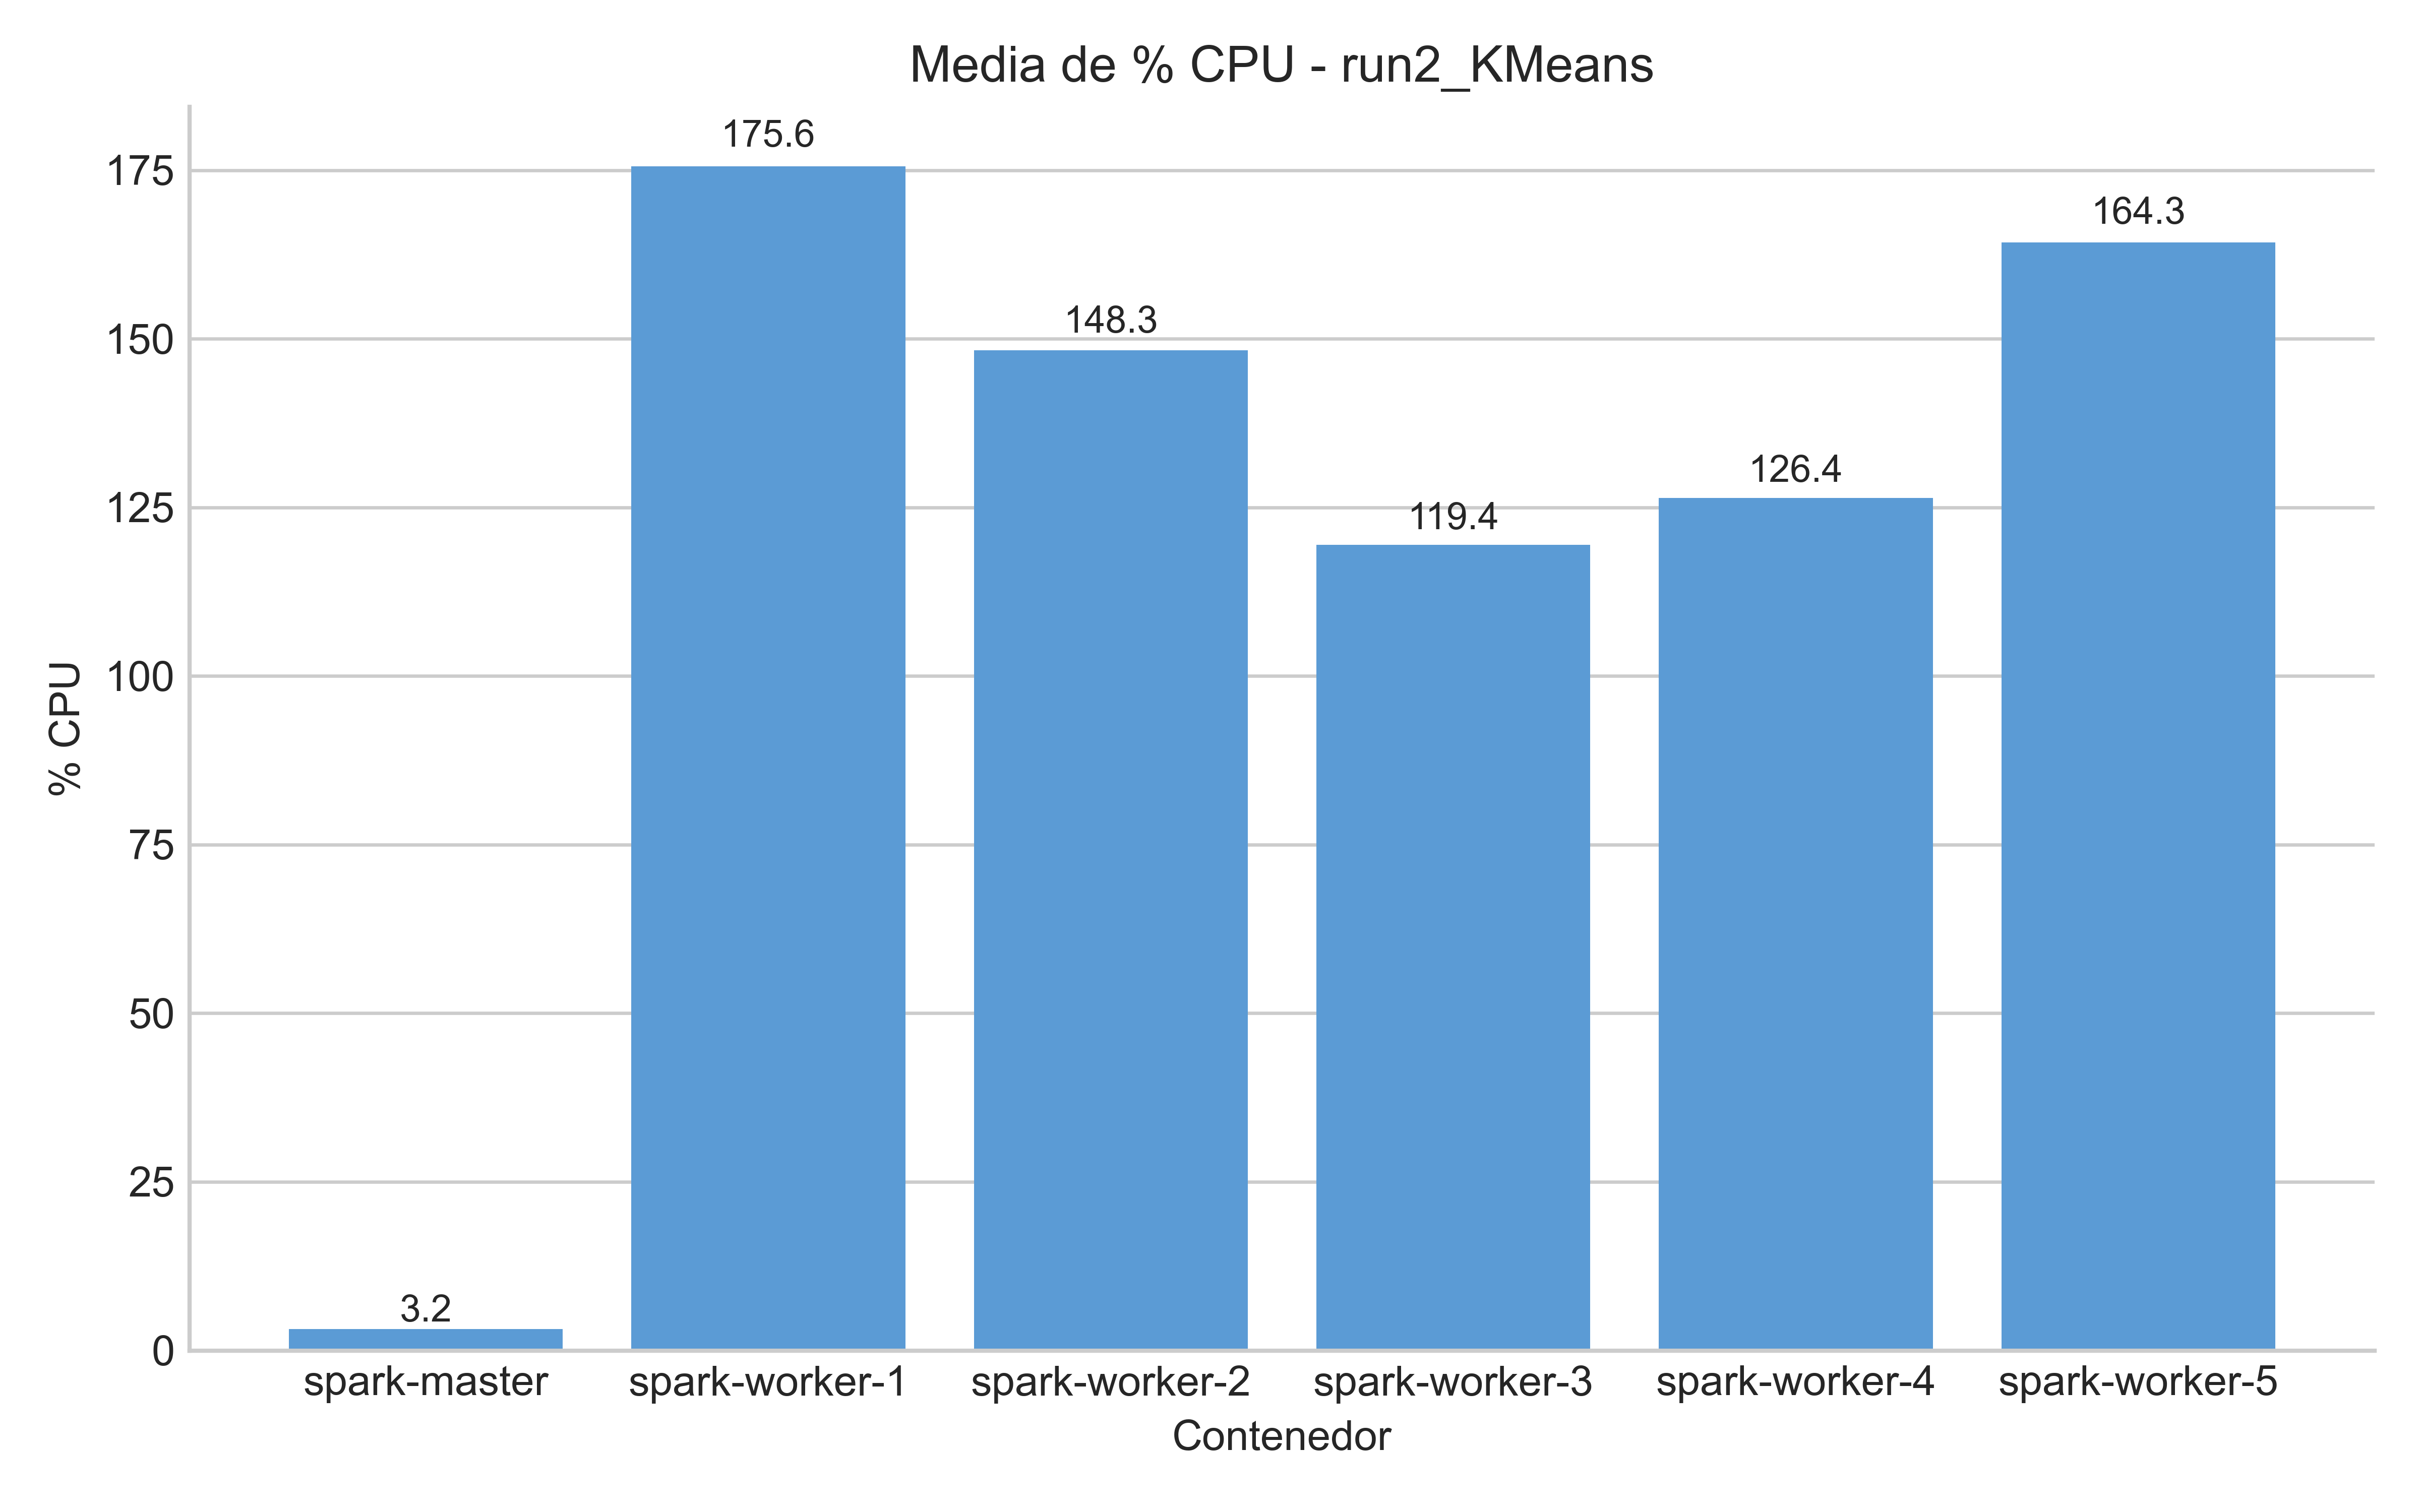 Media de % CPU - run2_KMeans
% CPU
175
150
125
100
75
50
25
0
3.2
175.6
148.3
119.4
126.4
164.3
spark-master
spark-worker-1
spark-worker-2
spark-worker-3
spark-worker-4
spark-worker-5
Contenedor